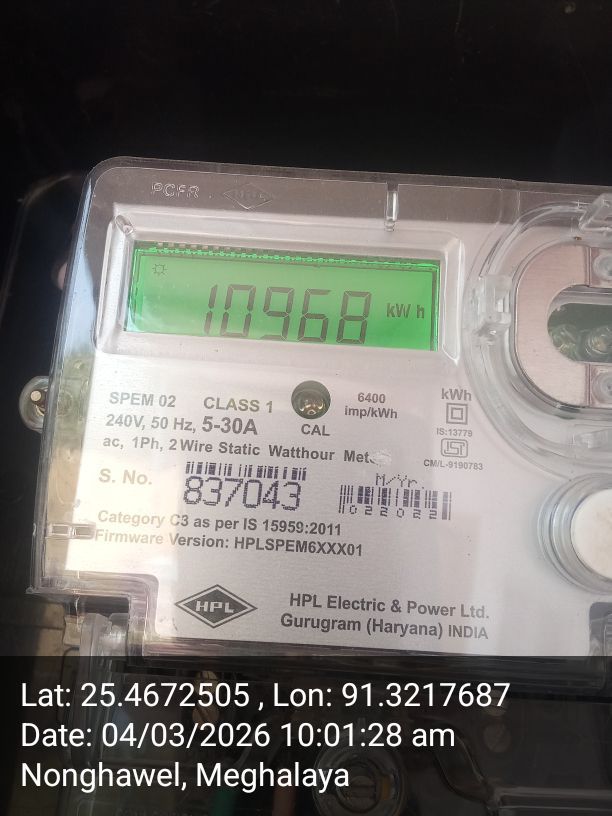 PCFR. HPL
10968 kWh
SPEM 02 CLASS 1 6400 kWh
240V, 50 Hz, 5-30A CAL imp/kWh
IS:13779
ac, 1Ph, 2Wire Static Watthour
CM/L-9190783
S. No. 837043 M/Yr.
022022
Category C3 as per IS 15959:2011
Firmware Version: HPLSPEM6XXX01
HPL
HPL Electric & Power Ltd.
Gurugram (Haryana) INDIA
Lat: 25.4672505 , Lon: 91.3217687
Date: 04/03/2026 10:01:28 am
Nonghawel, Meghalaya